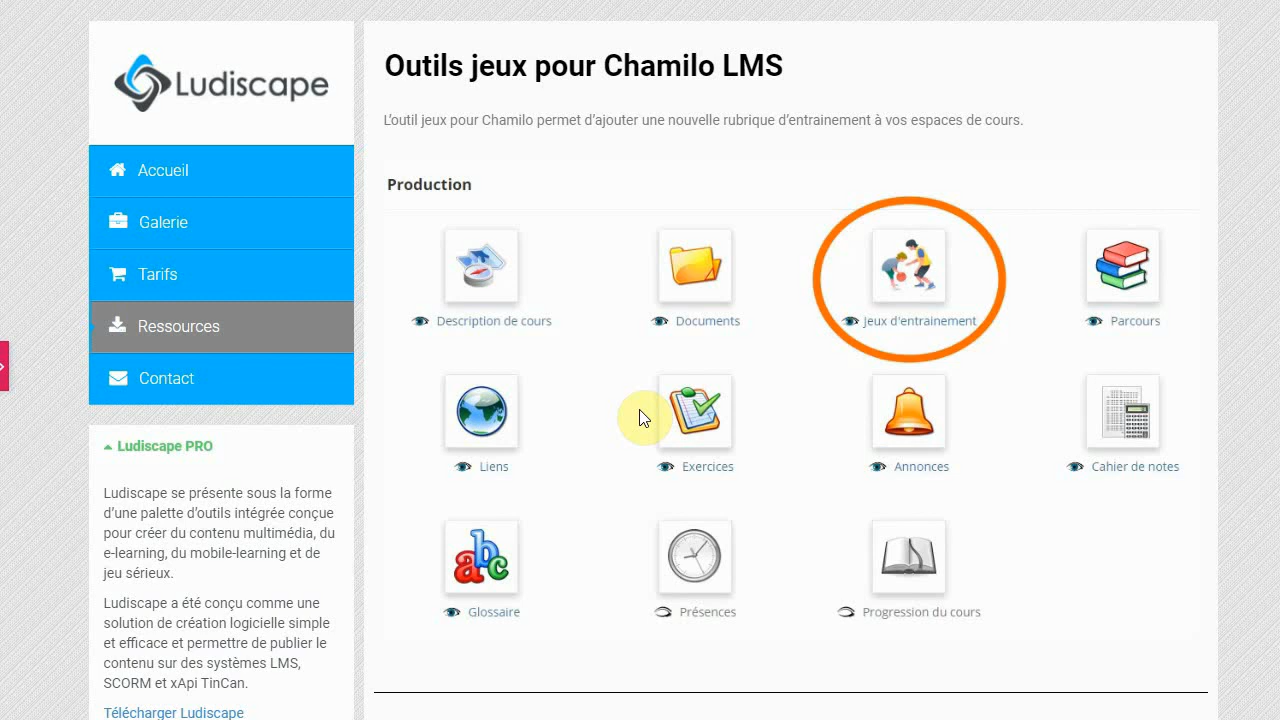 Ludiscape
Accueil
Galerie
Tarifs
Ressources
Contact
Ludiscape PRO
Ludiscape se présente sous la forme
d'une palette d'outils intégrée conçue
pour créer du contenu multimédia, du
e-learning, du mobile-learning et de
jeu sérieux.
Ludiscape a été conçu comme une
solution de création logicielle simple
et efficace et permettre de publier le
contenu sur des systèmes LMS,
SCORM et xApi TinCan.
Télécharger Ludiscape
Outils jeux pour Chamilo LMS
L'outil jeux pour Chamilo permet d'ajouter une nouvelle rubrique d'entrainement à vos espaces de cours.
Production
Description de cours
Documents
Jeux d'entrainement
Parcours
Liens
Exercices
Annonces
Cahier de notes
abc
Glossaire
Présences
Progression du cours